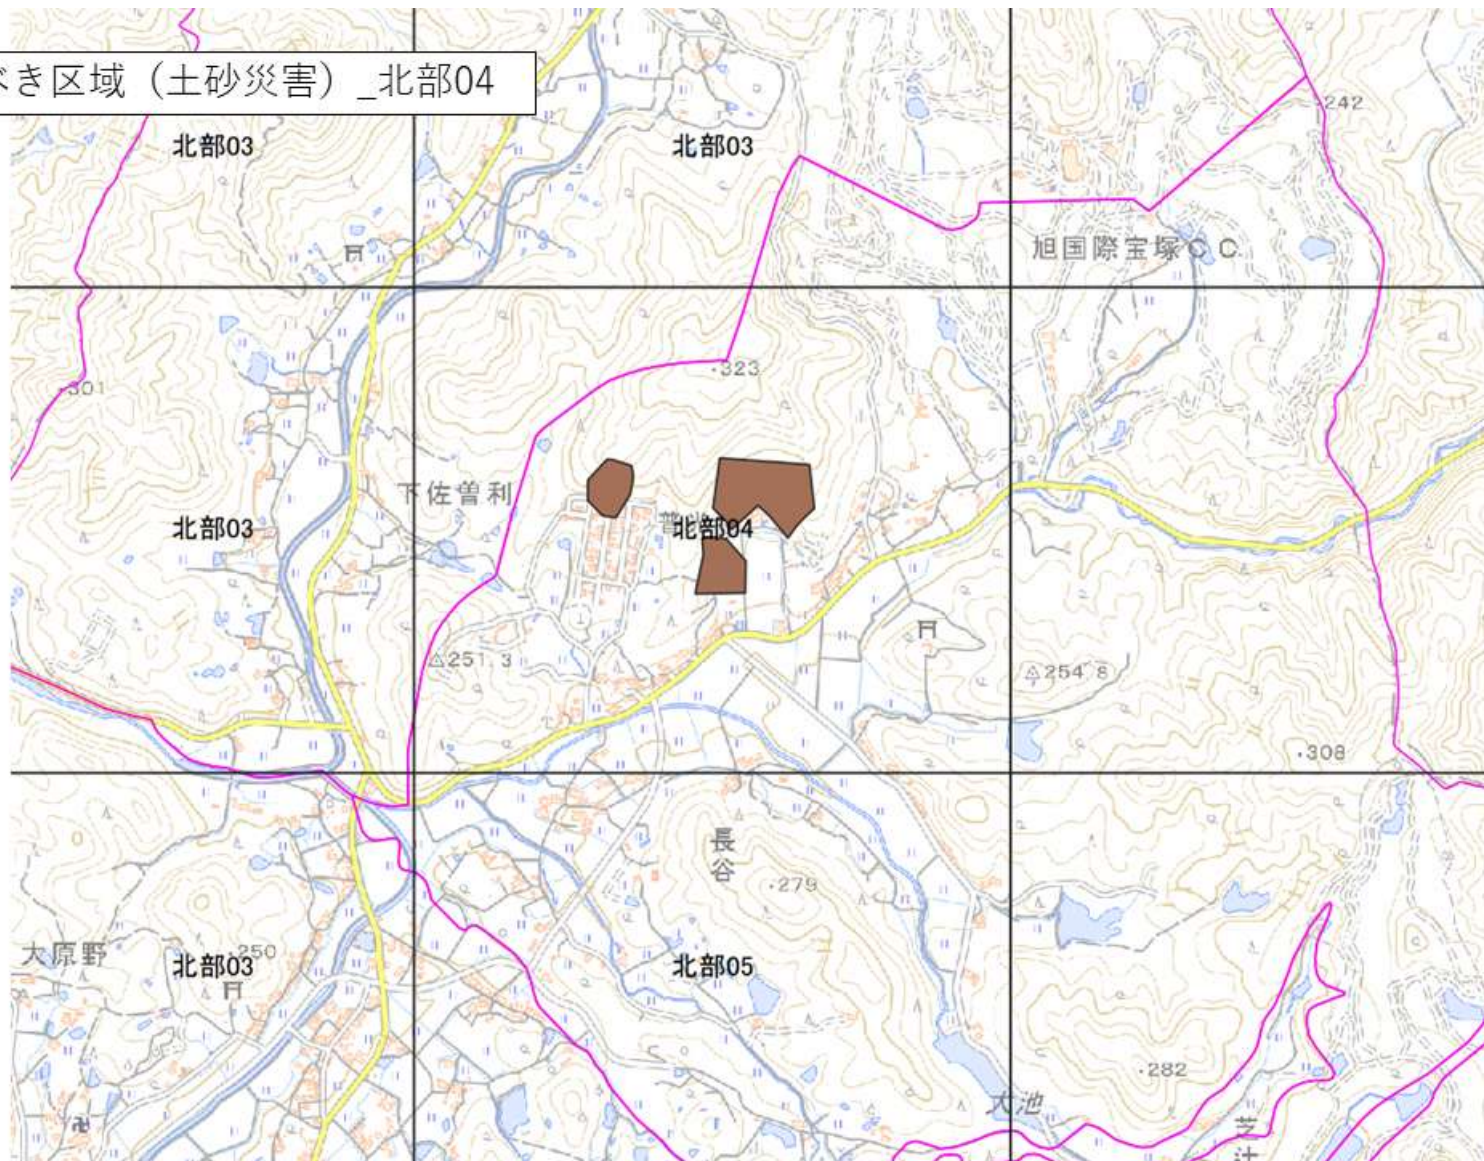 べき区域（土砂災害）_北部04
北部03
北部03
242
旭国際宝塚CC
323
301
下佐曽利
北部03
北部04
251.3
254.8
308
長谷
279
大原野
250
北部03
北部05
282
大池
芝辻